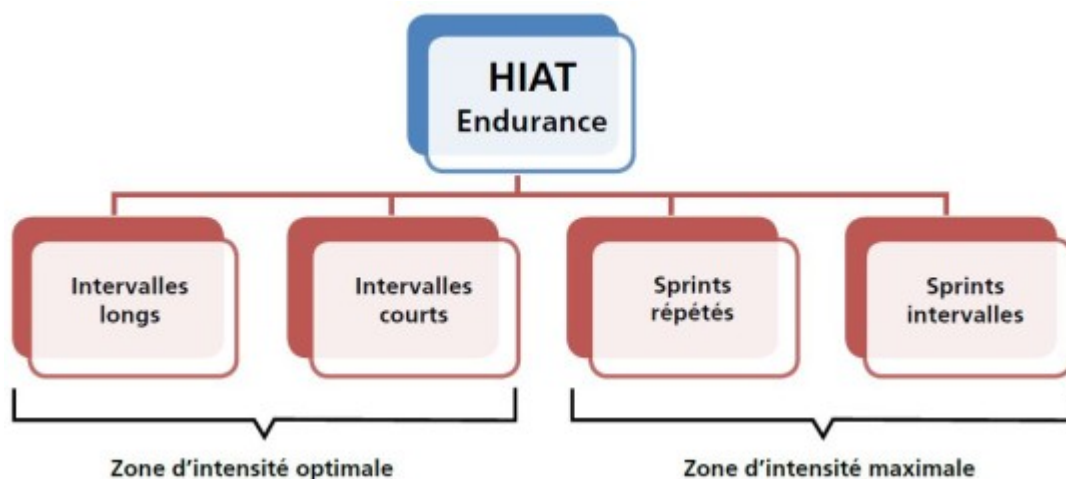 HIAT
Endurance
Intervalles
longs
Intervalles
courts
Sprints
répétés
Sprints
intervalles
Zone d'intensité optimale
Zone d'intensité maximale